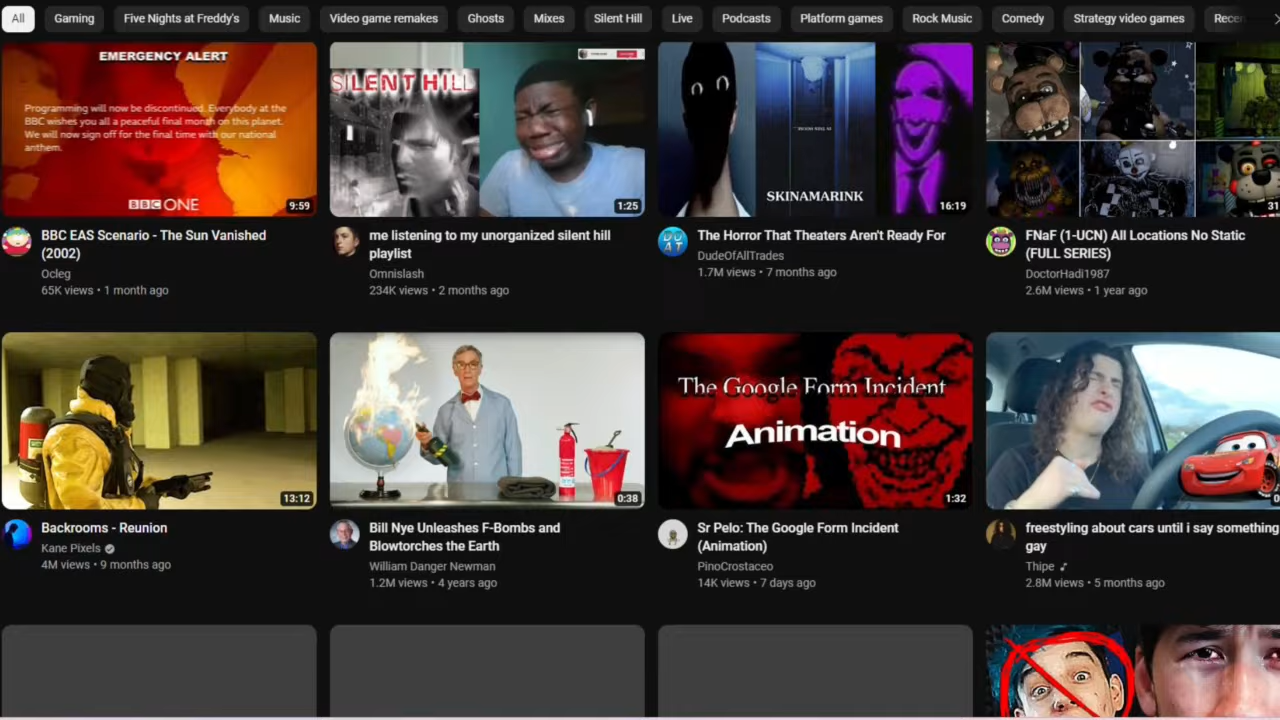 All Gaming Five Nights at Freddy's Music Video game remakes Ghosts Mixes Silent Hill Live Podcasts Platform games Rock Music Comedy Strategy video games Rece
EMERGENCY ALERT
Programming will now be discontinued. Everybody at the
BBC wishes you all a peaceful final month on this planet.
We will now sign off for the final time with our national
anthem.
BBC ONE
9:59
SILENT HILL
1:25
SKINAMARINK
16:19
31
BBC EAS Scenario - The Sun Vanished
(2002)
Ocleg
65K views • 1 month ago
me listening to my unorganized silent hill
playlist
Omnislash
234K views • 2 months ago
DOAT
The Horror That Theaters Aren't Ready For
DudeOfAllTrades
1.7M views • 7 months ago
FNaF (1-UCN) All Locations No Static
(FULL SERIES)
DoctorHadi1987
2.6M views • 1 year ago
13:12
0:38
The Google Form Incident
Animation
1:32
Backrooms - Reunion
Kane Pixels
4M views • 9 months ago
Bill Nye Unleashes F-Bombs and
Blowtorches the Earth
William Danger Newman
1.2M views • 4 years ago
Sr Pelo: The Google Form Incident
(Animation)
PinoCrostaceo
14K views • 7 days ago
freestyling about cars until i say something
gay
Thipe
2.8M views • 5 months ago